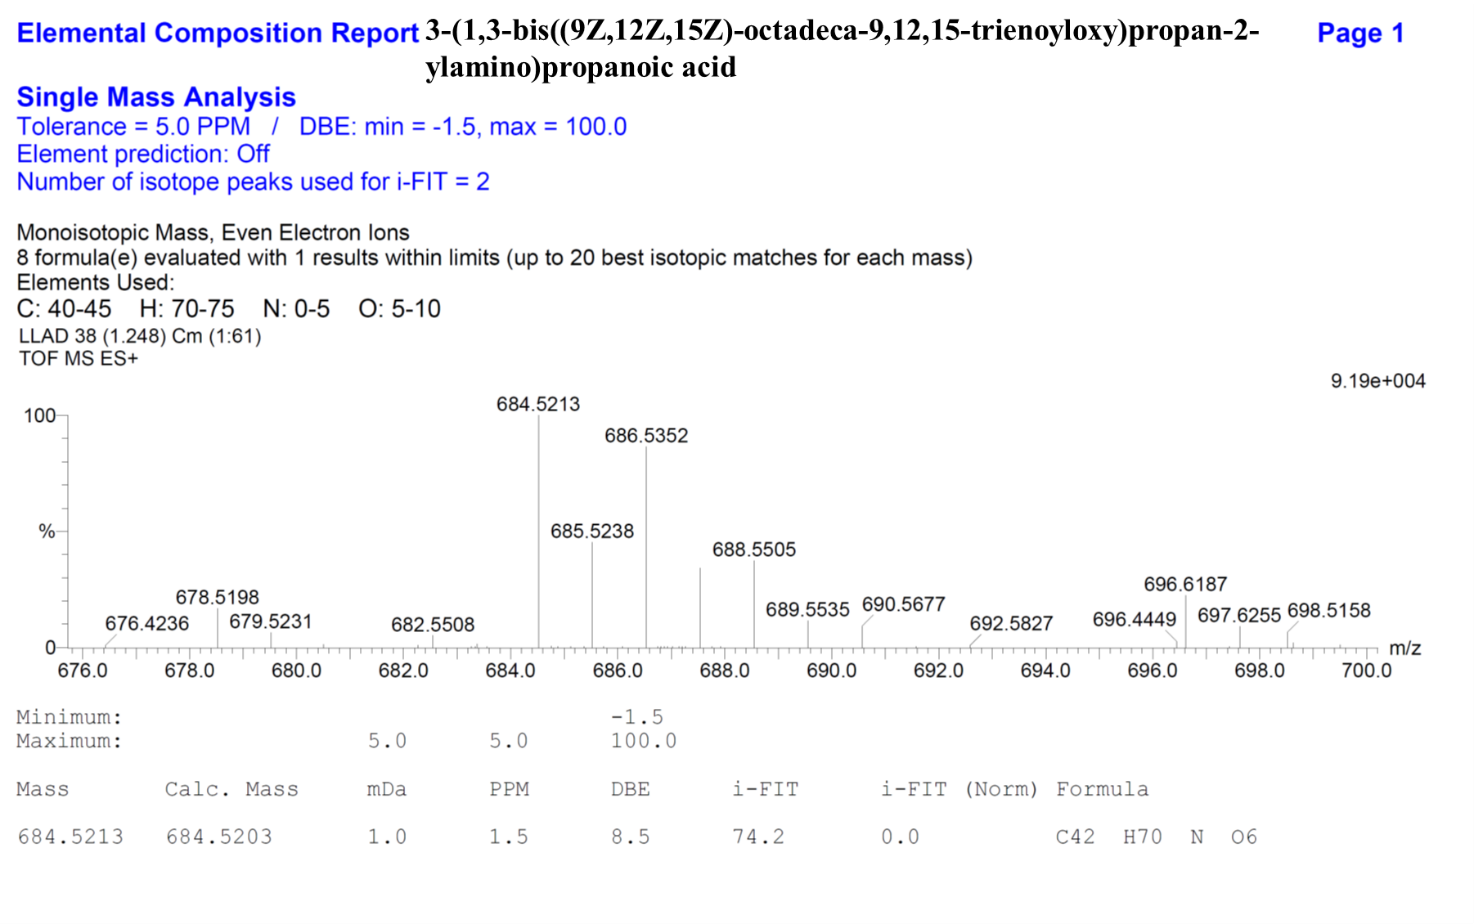 Elemental Composition Report 3-(1,3-bis((9Z,12Z,15Z)-octadeca-9,12,15-trienoyloxy)propan-2- Page 1
ylamino)propanoic acid
Single Mass Analysis
Tolerance = 5.0 PPM / DBE: min = -1.5, max = 100.0
Element prediction: Off
Number of isotope peaks used for i-FIT = 2
Monoisotopic Mass, Even Electron Ions
8 formula(e) evaluated with 1 results within limits (up to 20 best isotopic matches for each mass)
Elements Used:
C: 40-45 H: 70-75 N: 0-5 O: 5-10
LLAD 38 (1.248) Cm (1:61)
TOF MS ES+
9.19e+004
684.5213
100
686.5352
685.5238
%
688.5505
696.6187
678.5198
689.5535 690.5677
698.5158
697.6255
676.4236 679.5231 682.5508 692.5827 696.4449
0
m/z
676.0 678.0 680.0 682.0 684.0 686.0 688.0 690.0 692.0 694.0 696.0 698.0 700.0
Minimum: -1.5
Maximum: 5.0 5.0 100.0
Mass Calc. Mass mDa PPM DBE i-FIT i-FIT (Norm) Formula
684.5213 684.5203 1.0 1.5 8.5 74.2 0.0 C42 H70 N O6